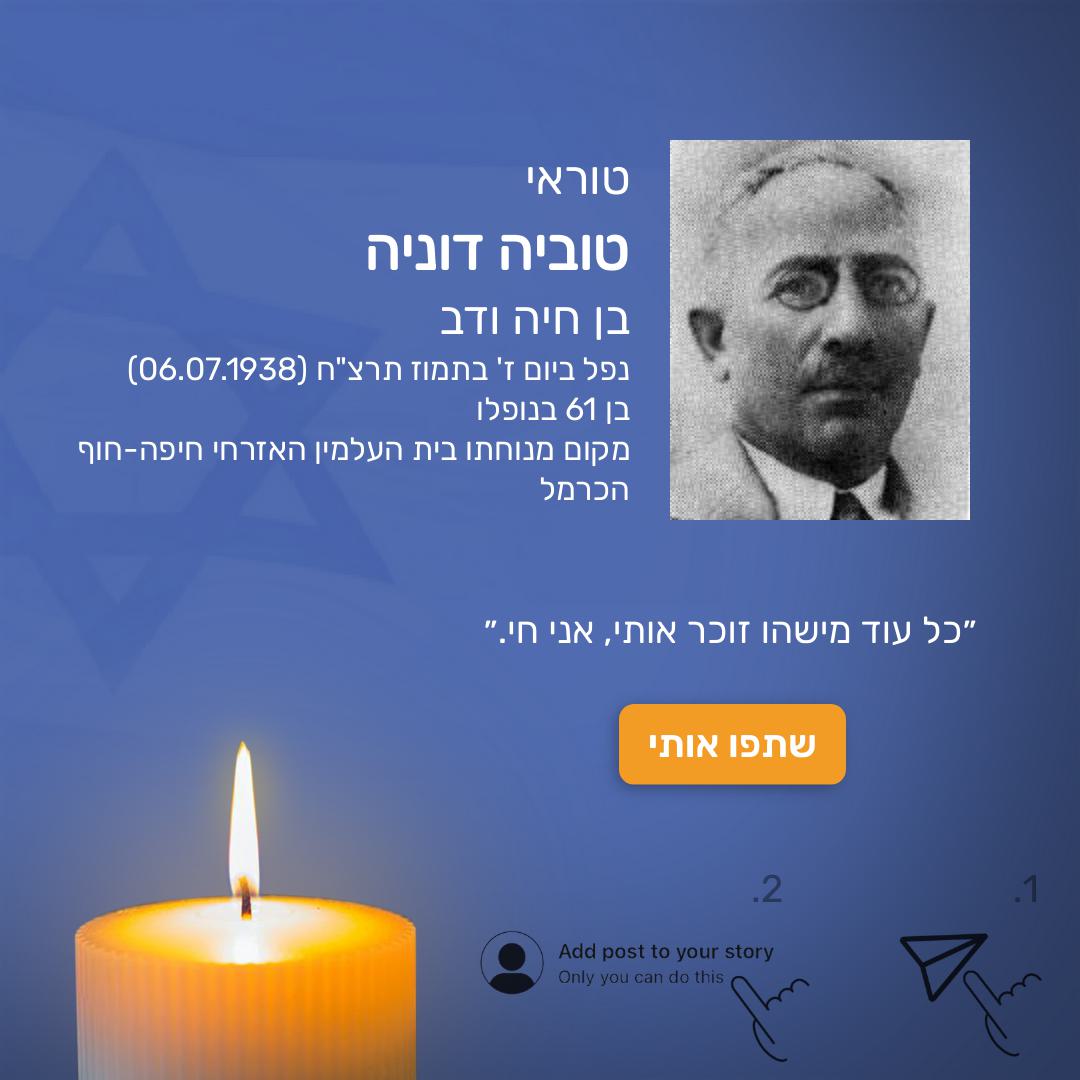 טוראי
טוביה דוניה
בן חיה ודב
נפל ביום ז' בתמוז תרצ"ח (06.07.1938)
בן 61 בנופלו
מקום מנוחתו בית העלמין האזרחי חיפה-חוף
הכרמל
״כל עוד מישהו זוכר אותי, אני חי.״
שתפו אותי
1.
2.
Add post to your story
Only you can do this